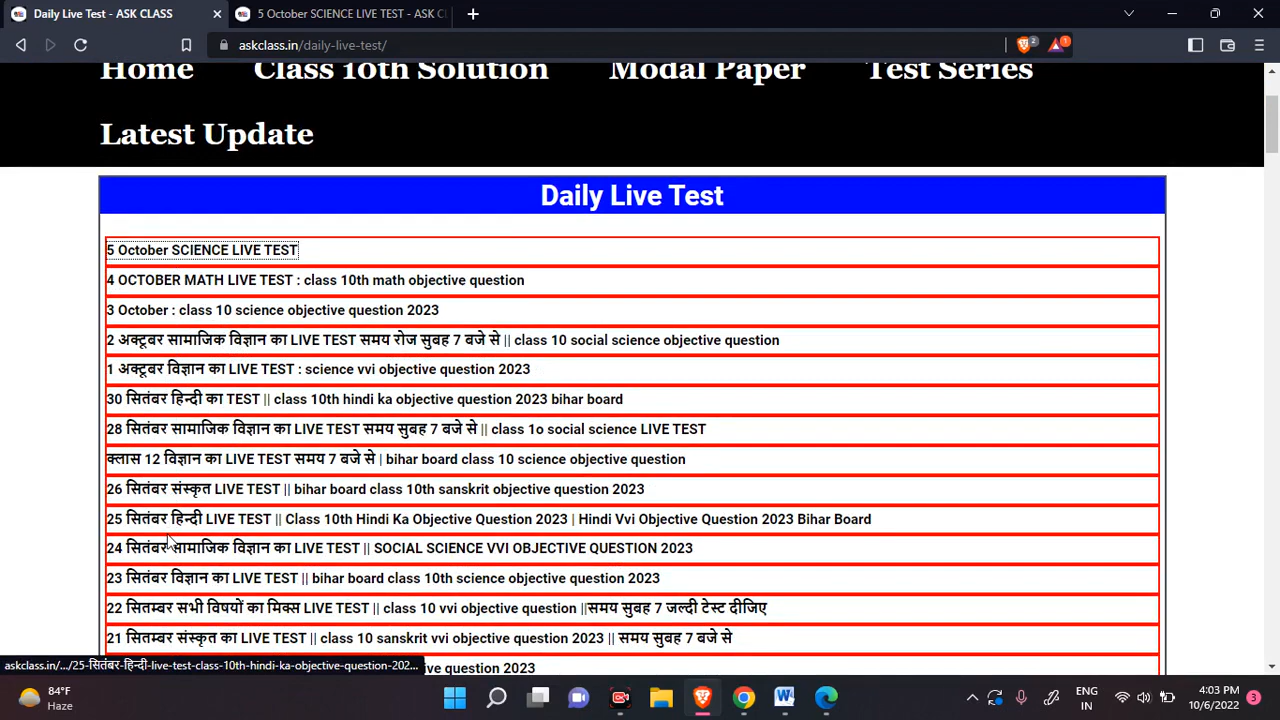 Daily Live Test - ASK CLASS
5 October SCIENCE LIVE TEST - ASK C
askclass.in/daily-live-test/
2
1
Home Class 10th Solution Modal Paper Test Series
Latest Update
Daily Live Test
5 October SCIENCE LIVE TEST
4 OCTOBER MATH LIVE TEST : class 10th math objective question
3 October : class 10 science objective question 2023
2 अक्टूबर सामाजिक विज्ञान का LIVE TEST समय रोज सुबह 7 बजे से || class 10 social science objective question
1 अक्टूबर विज्ञान का LIVE TEST : science vvi objective question 2023
30 सितंबर हिन्दी का TEST || class 10th hindi ka objective question 2023 bihar board
28 सितंबर सामाजिक विज्ञान का LIVE TEST समय सुबह 7 बजे से || class 1o social science LIVE TEST
क्लास 12 विज्ञान का LIVE TEST समय 7 बजे से | bihar board class 10 science objective question
26 सितंबर संस्कृत LIVE TEST || bihar board class 10th sanskrit objective question 2023
25 सितंबर हिन्दी LIVE TEST || Class 10th Hindi Ka Objective Question 2023 | Hindi Vvi Objective Question 2023 Bihar Board
24 सितंबर सामाजिक विज्ञान का LIVE TEST || SOCIAL SCIENCE VVI OBJECTIVE QUESTION 2023
23 सितंबर विज्ञान का LIVE TEST || bihar board class 10th science objective question 2023
22 सितम्बर सभी विषयों का मिक्स LIVE TEST || class 10 vvi objective question ||समय सुबह 7 जल्दी टेस्ट दीजिए
21 सितम्बर संस्कृत का LIVE TEST || class 10 sanskrit vvi objective question 2023 || समय सुबह 7 बजे से
askclass.in/.../25-सितंबर-हिन्दी-live-test-class-10th-hindi-ka-objective-question-202... ve question 2023
84°F
Haze
ENG
IN
4:03 PM
10/6/2022
3